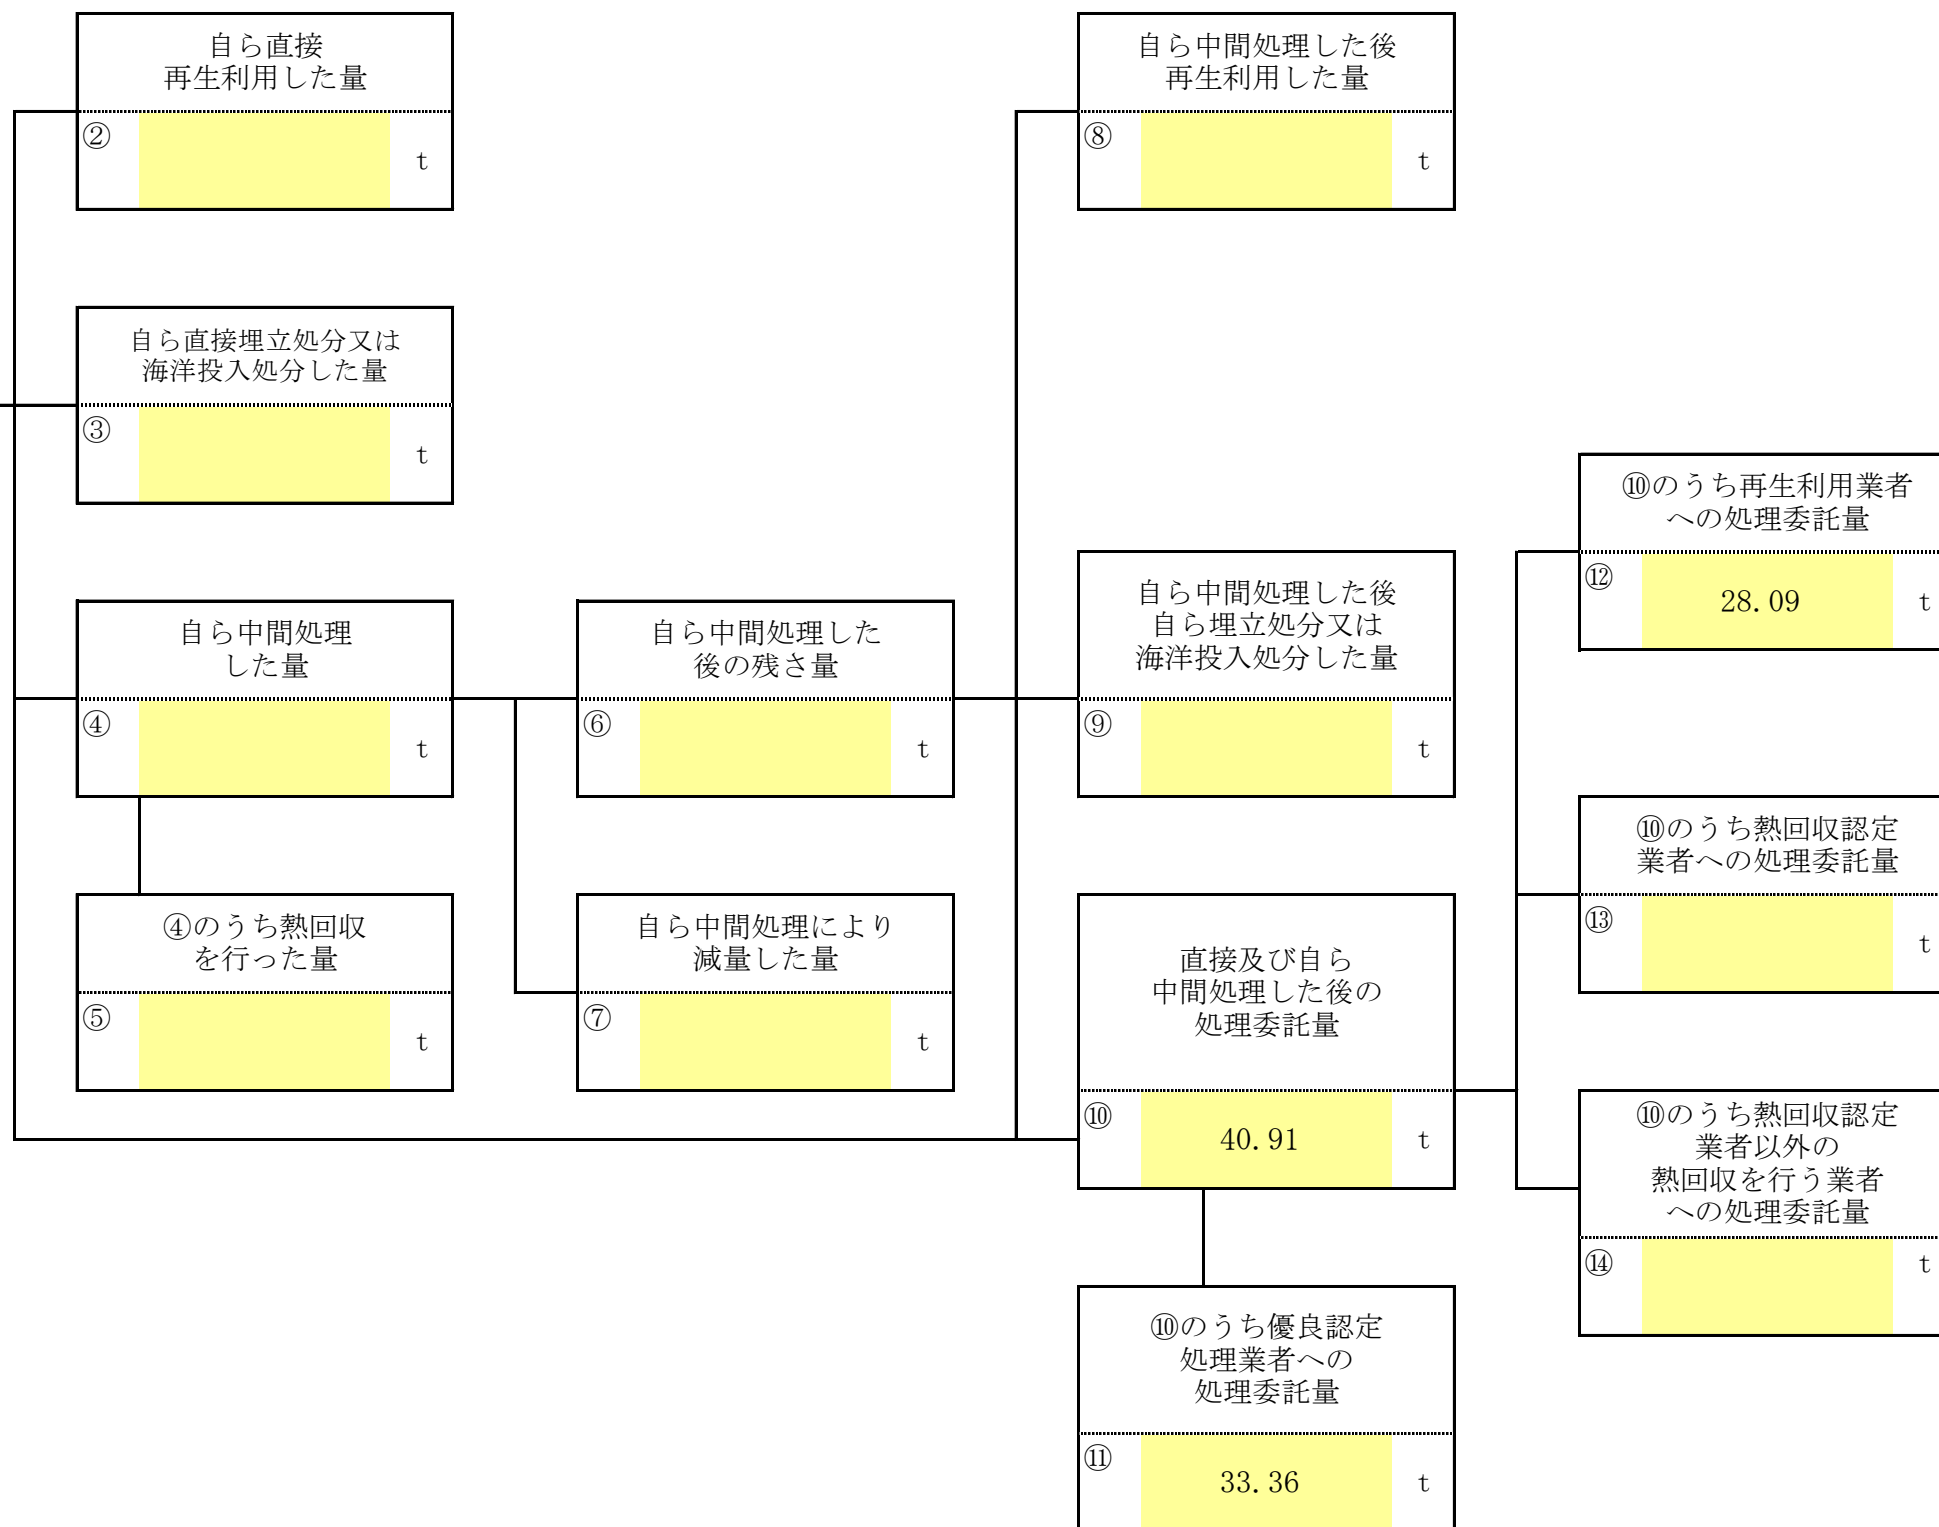 自ら直接
再生利用した量
②
t
自ら中間処理した後
再生利用した量
⑧
t
自ら直接埋立処分又は
海洋投入処分した量
③
t
⑩のうち再生利用業者
への処理委託量
⑫
28.09
t
自ら中間処理
した量
④
t
自ら中間処理した
後の残さ量
⑥
t
自ら中間処理した後
自ら埋立処分又は
海洋投入処分した量
⑨
t
⑩のうち熱回収認定
業者への処理委託量
⑬
t
④のうち熱回収
を行った量
⑤
t
自ら中間処理により
減量した量
⑦
t
直接及び自ら
中間処理した後の
処理委託量
⑩
40.91
t
⑩のうち熱回収認定
業者以外の
熱回収を行う業者
への処理委託量
⑭
t
⑩のうち優良認定
処理業者への
処理委託量
⑪
33.36
t